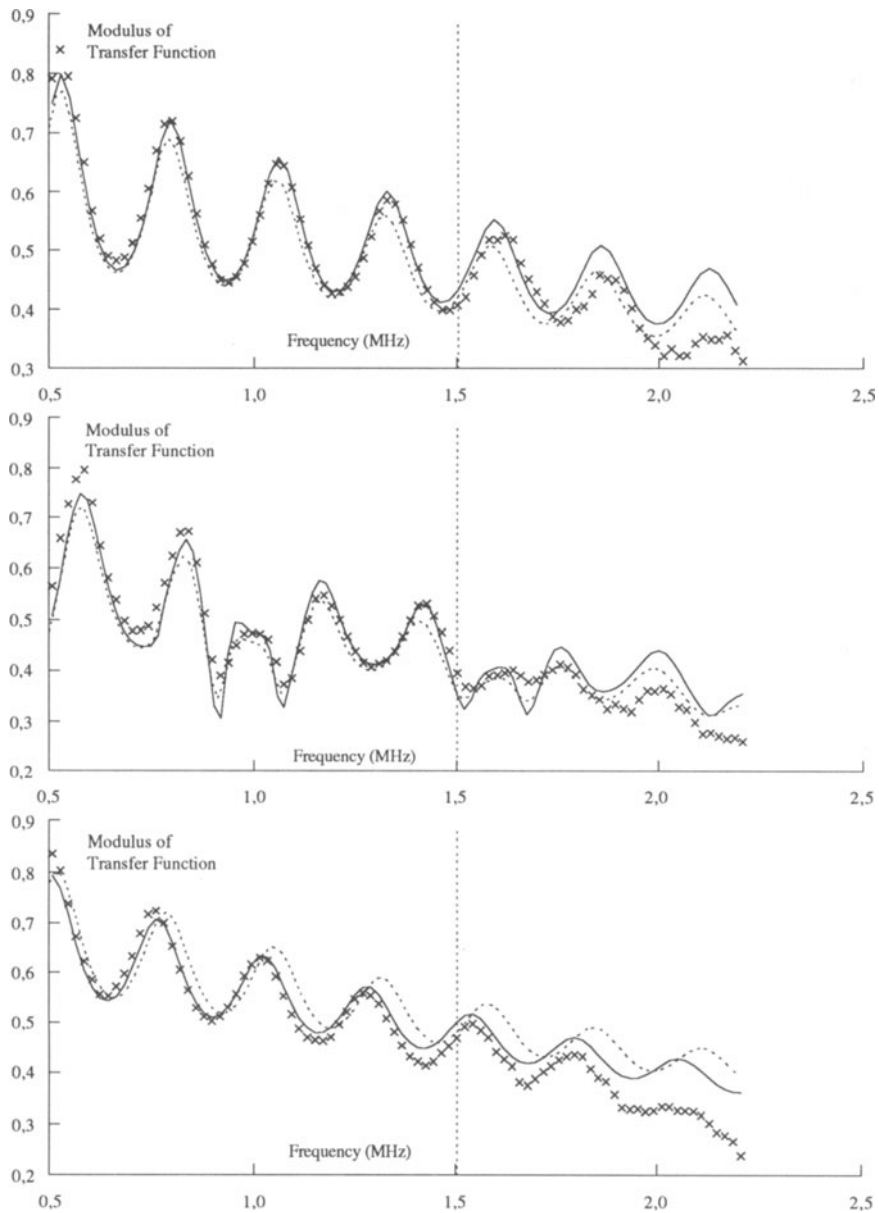 0,9
Modulus of
Transfer Function
0,8
0,7
0,6
0,5
0,4
Frequency (MHz)
0,3
0,5 1,0 1,5 2,0 2,5
0,9
Modulus of
Transfer Function
0,8
0,7
0,6
0,5
0,4
0,3
Frequency (MHz)
0,2
0,5 1,0 1,5 2,0 2,5
0,9
Modulus of
Transfer Function
0,8
0,7
0,6
0,5
0,4
0,3
Frequency (MHz)
0,2
0,5 1,0 1,5 2,0 2,5